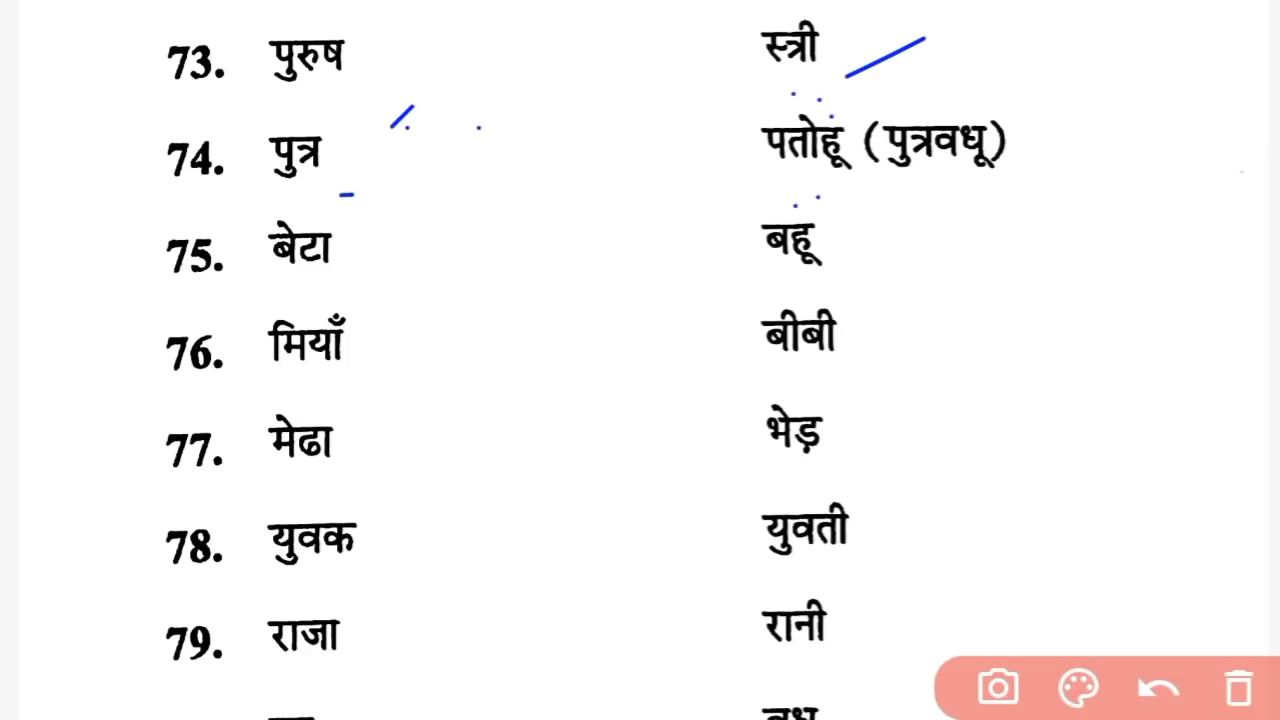 73. पुरुष स्त्री
74. पुत्र पतोहू (पुत्रवधू)
75. बेटा बहू
76. मियाँ बीबी
77. मेढा भेड़
78. युवक युवती
79. राजा रानी